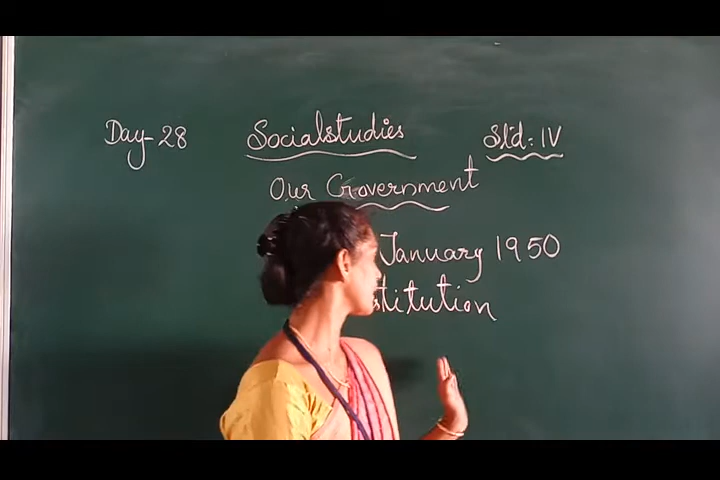 Day-28 Socialstudies Std: IV
Our Government
January 1950
stitution